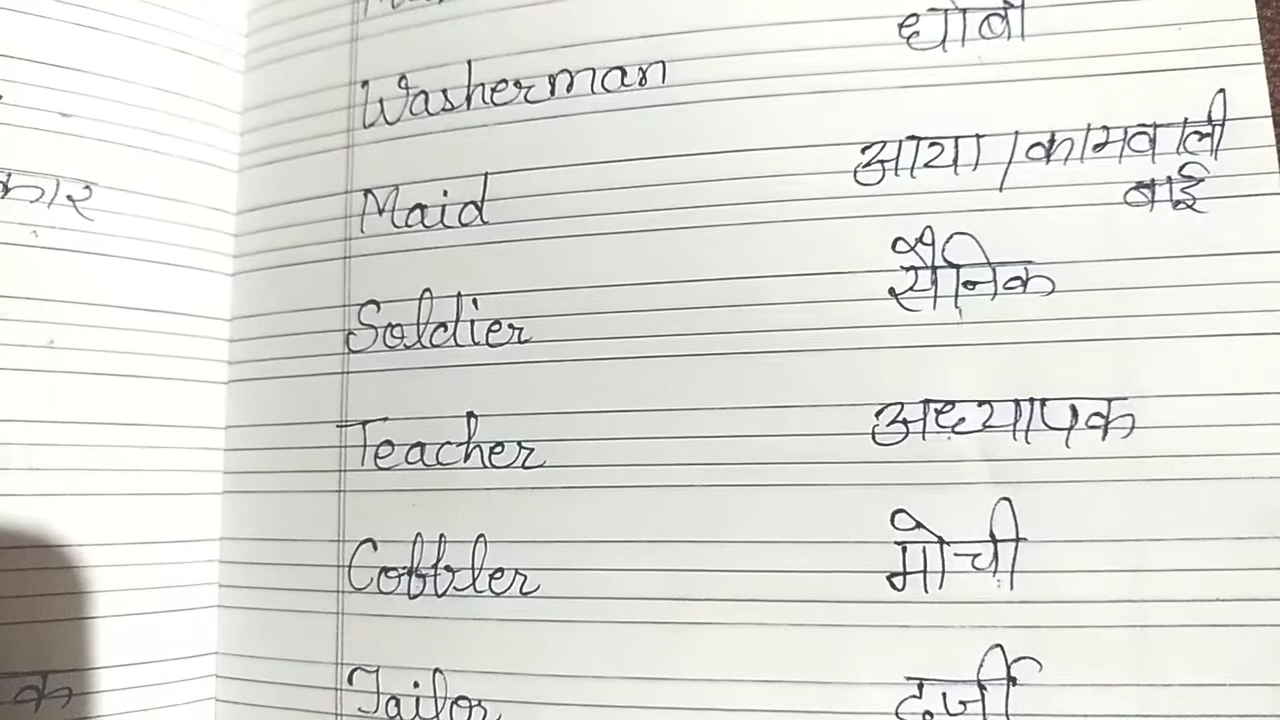 कार
क
धोबी
Washerman
Maid आया / कामवाली
बाई
Soldier सैनिक
Teacher अध्यापक
Cobbler मोची
Tailor दर्जी